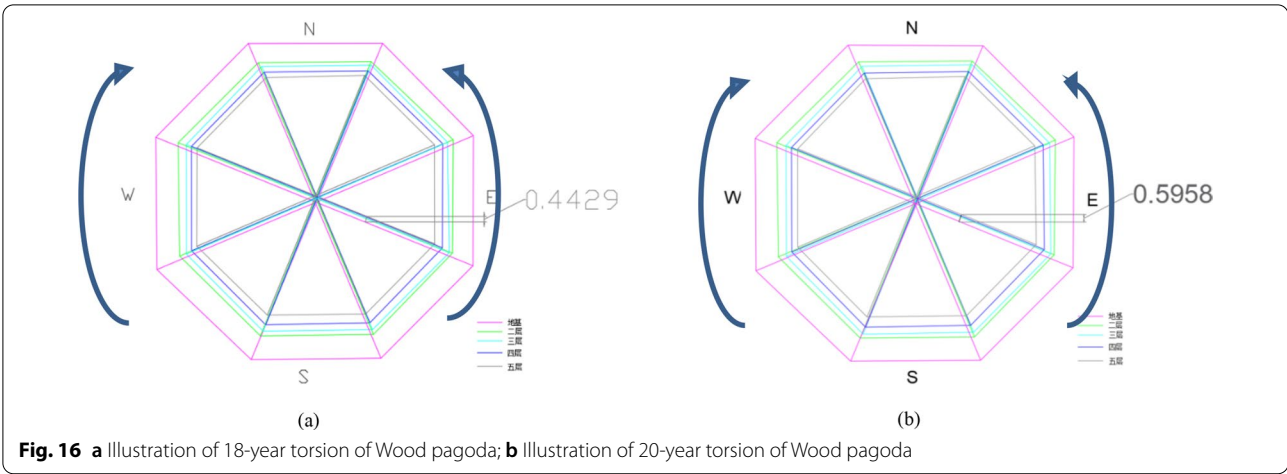 N
W
E
0.4429
S
地基
二层
三层
四层
五层
(a)
N
W
E
0.5958
S
地基
二层
三层
四层
五层
(b)
Fig. 16 a Illustration of 18-year torsion of Wood pagoda; b Illustration of 20-year torsion of Wood pagoda